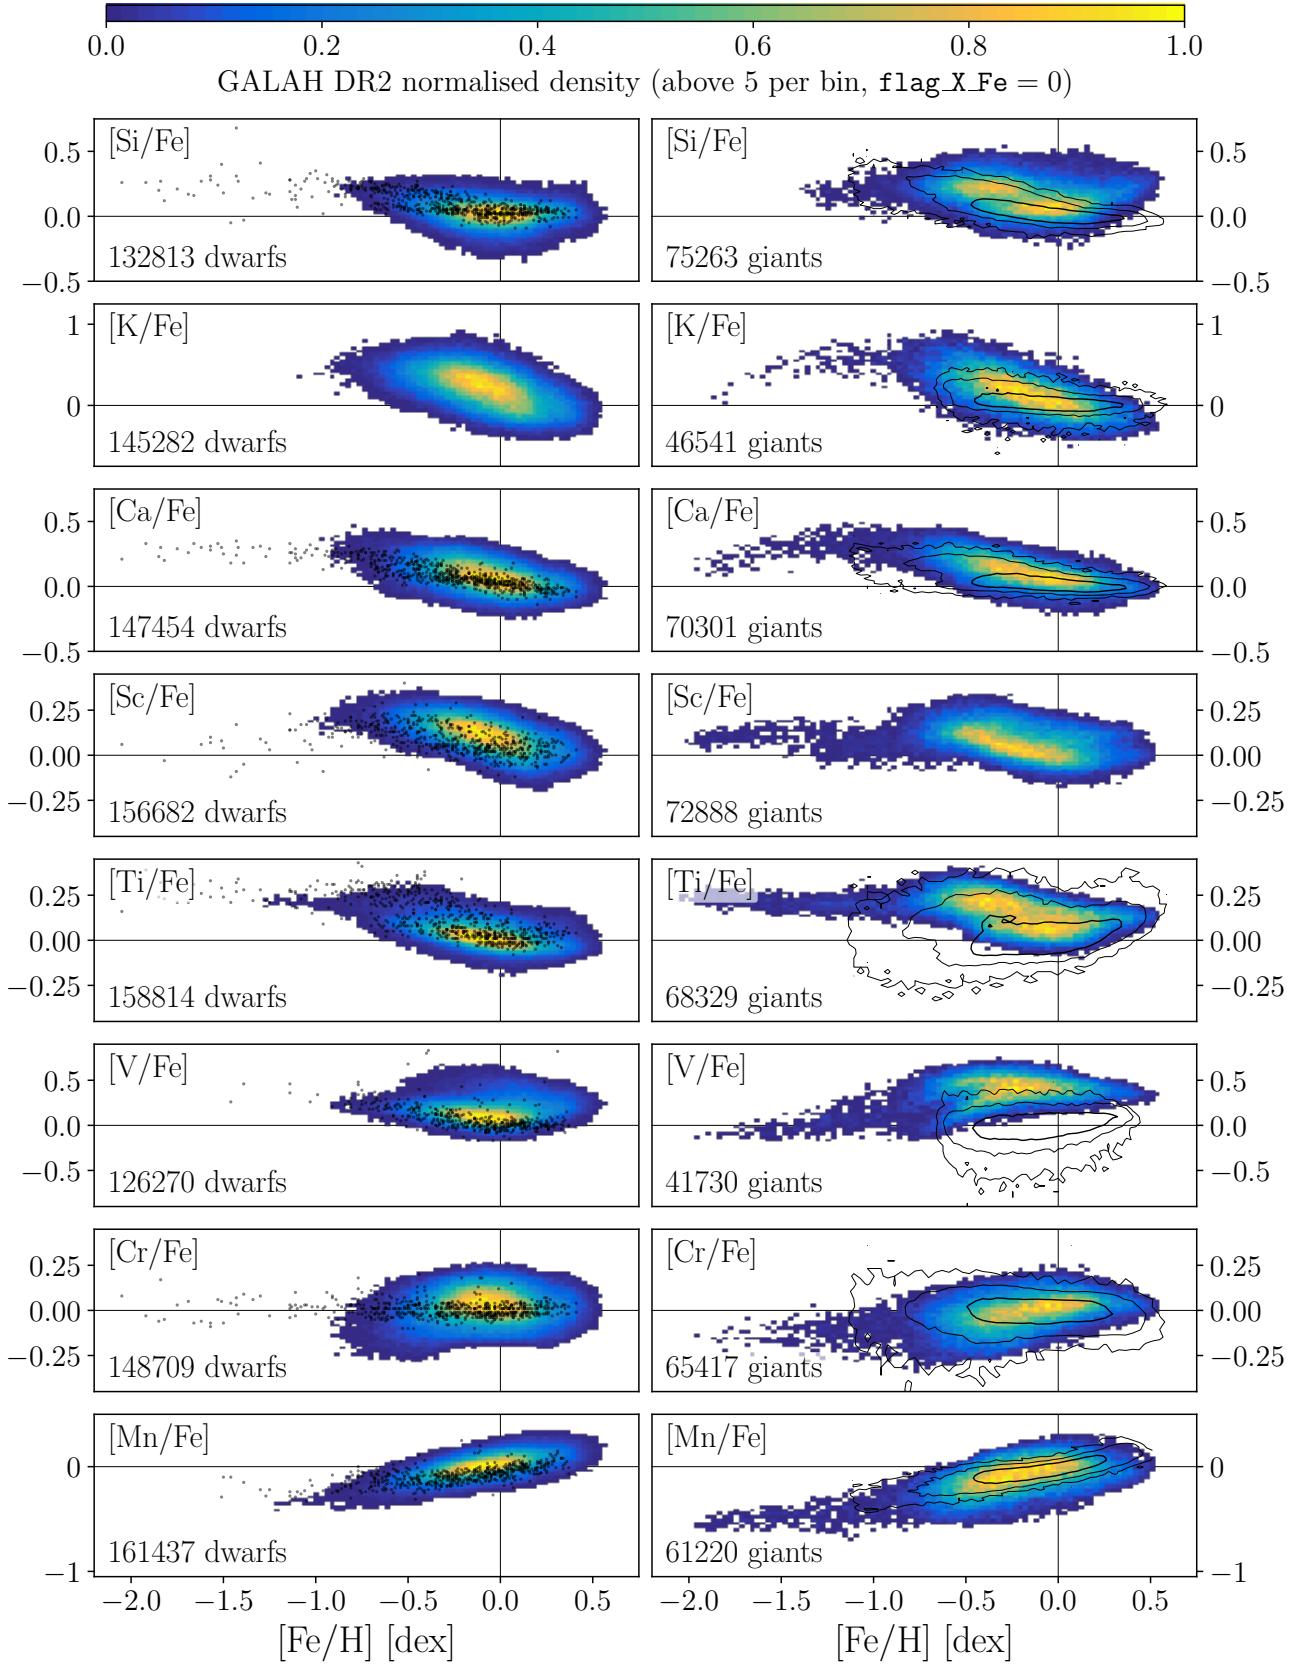 0.0 0.2 0.4 0.6 0.8 1.0
GALAH DR2 normalised density (above 5 per bin, flag_X_Fe = 0)
[Si/Fe] [Si/Fe]
0.5 0.5
0.0 0.0
132813 dwarfs 75263 giants
−0.5 −0.5
[K/Fe] [K/Fe]
1 1
0 0
145282 dwarfs 46541 giants
[Ca/Fe] [Ca/Fe]
0.5 0.5
0.0 0.0
147454 dwarfs 70301 giants
−0.5 −0.5
[Sc/Fe] [Sc/Fe]
0.25 0.25
0.00 0.00
−0.25 −0.25
156682 dwarfs 72888 giants
[Ti/Fe] [Ti/Fe]
0.25 0.25
0.00 0.00
−0.25 −0.25
158814 dwarfs 68329 giants
[V/Fe] [V/Fe]
0.5 0.5
0.0 0.0
−0.5 −0.5
126270 dwarfs 41730 giants
[Cr/Fe] [Cr/Fe]
0.25 0.25
0.00 0.00
−0.25 −0.25
148709 dwarfs 65417 giants
[Mn/Fe] [Mn/Fe]
0 0
161437 dwarfs 61220 giants
−1 −1
−2.0 −1.5 −1.0 −0.5 0.0 0.5 −2.0 −1.5 −1.0 −0.5 0.0 0.5
[Fe/H] [dex] [Fe/H] [dex]